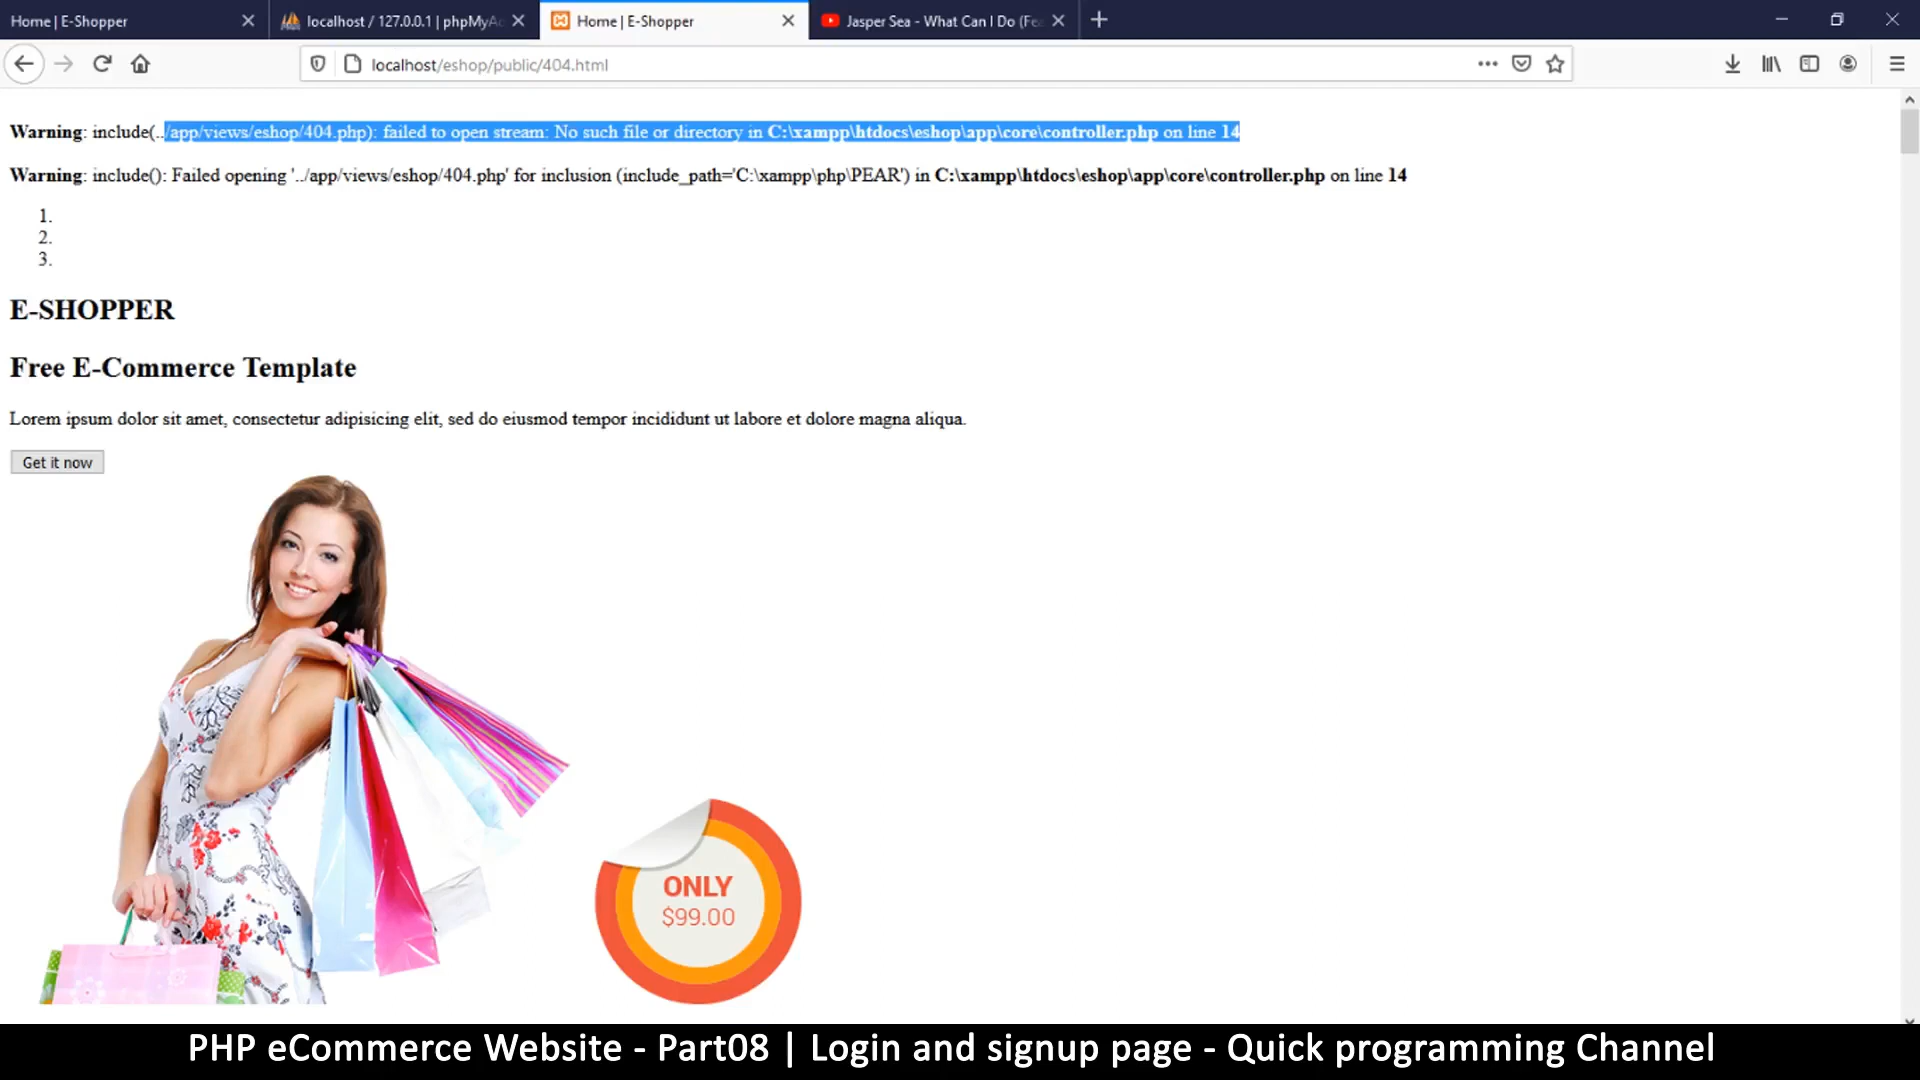 Home | E-Shopper
localhost / 127.0.0.1 | phpMyA
Home | E-Shopper
Jasper Sea - What Can I Do (Fe
localhost/eshop/public/404.html
Warning: include(../app/views/eshop/404.php): failed to open stream: No such file or directory in C:\xampp\htdocs\eshop\app\core\controller.php on line 14
Warning: include(): Failed opening '../app/views/eshop/404.php' for inclusion (include_path='C:\xampp\php\PEAR') in C:\xampp\htdocs\eshop\app\core\controller.php on line 14
1.
2.
3.
E-SHOPPER
Free E-Commerce Template
Lorem ipsum dolor sit amet, consectetur adipisicing elit, sed do eiusmod tempor incididunt ut labore et dolore magna aliqua.
Get it now
ONLY
$99.00
PHP eCommerce Website - Part08 | Login and signup page - Quick programming Channel